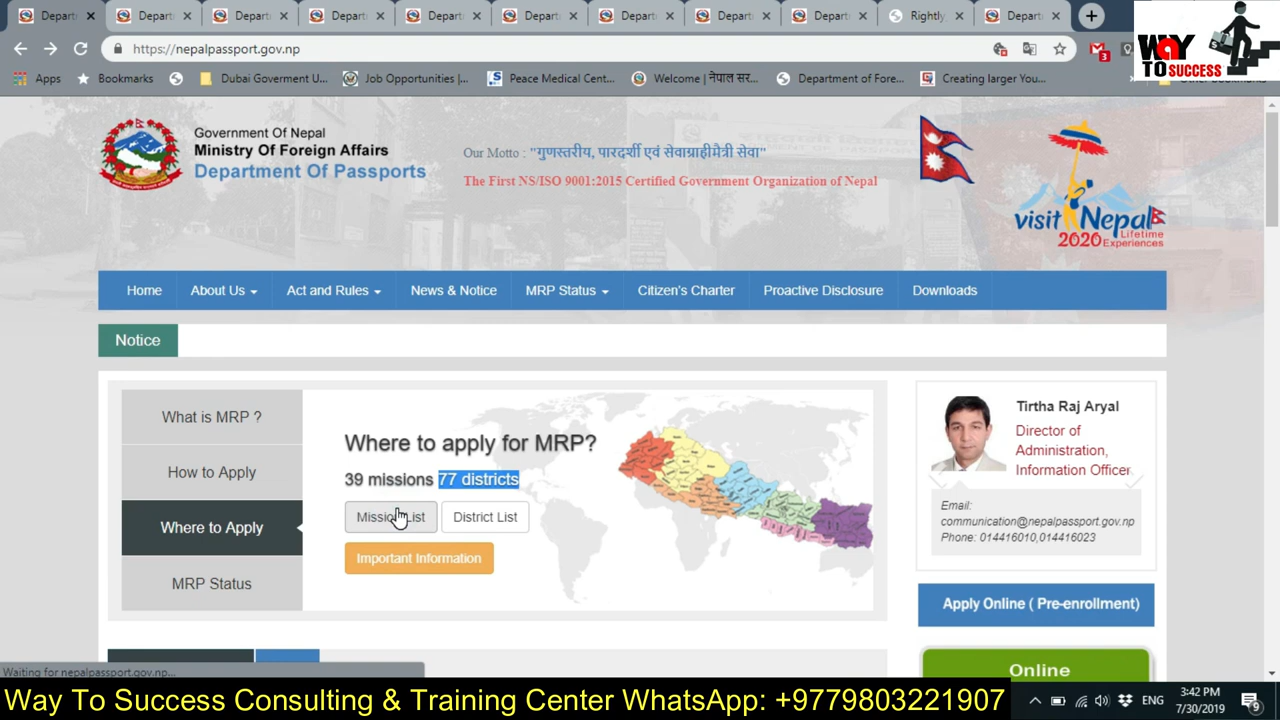 Depart
Depart
Depart
Depart
Depart
Depart
Depart
Depart
Depart
Rightly
Depart
https://nepalpassport.gov.np
3
WAY
TO SUCCESS
Apps
Bookmarks
Dubai Goverment U...
Job Opportunities |...
Peace Medical Cent...
Welcome | नेपाल सर...
Department of Fore...
Creating larger You...
Government Of Nepal
Ministry Of Foreign Affairs
Department Of Passports
Our Motto : "गुणस्तरीय, पारदर्शी एवं सेवाग्राहीमैत्री सेवा"
The First NS/ISO 9001:2015 Certified Government Organization of Nepal
visit Nepal
2020 Lifetime Experiences
Home
About Us
Act and Rules
News & Notice
MRP Status
Citizen's Charter
Proactive Disclosure
Downloads
Notice
What is MRP ?
How to Apply
Where to Apply
MRP Status
Where to apply for MRP?
39 missions 77 districts
Mission List
District List
Important Information
Tirtha Raj Aryal
Director of
Administration,
Information Officer
Email:
communication@nepalpassport.gov.np
Phone: 014416010,014416023
Apply Online ( Pre-enrollment)
Online
Waiting for nepalpassport.gov.np...
Way To Success Consulting & Training Center WhatsApp: +9779803221907
ENG
3:42 PM
7/30/2019
9